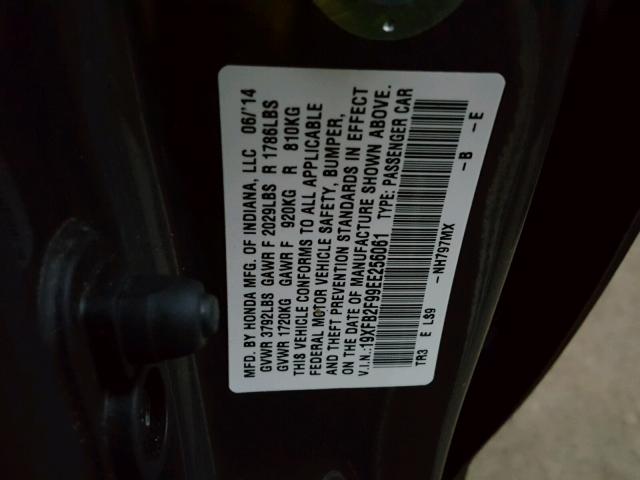 MFD. BY HONDA MFG. OF INDIANA, LLC 06/'14
GVWR 3792LBS GAWR F 2029LBS R 1786LBS
GVWR 1720KG GAWR F 920KG R 810KG
THIS VEHICLE CONFORMS TO ALL APPLICABLE
FEDERAL MOTOR VEHICLE SAFETY, BUMPER,
AND THEFT PREVENTION STANDARDS IN EFFECT
ON THE DATE OF MANUFACTURE SHOWN ABOVE.
V.I.N.:19XFB2F99EE256061 TYPE: PASSENGER CAR
TR3 E LS9 -NH797MX -B -E